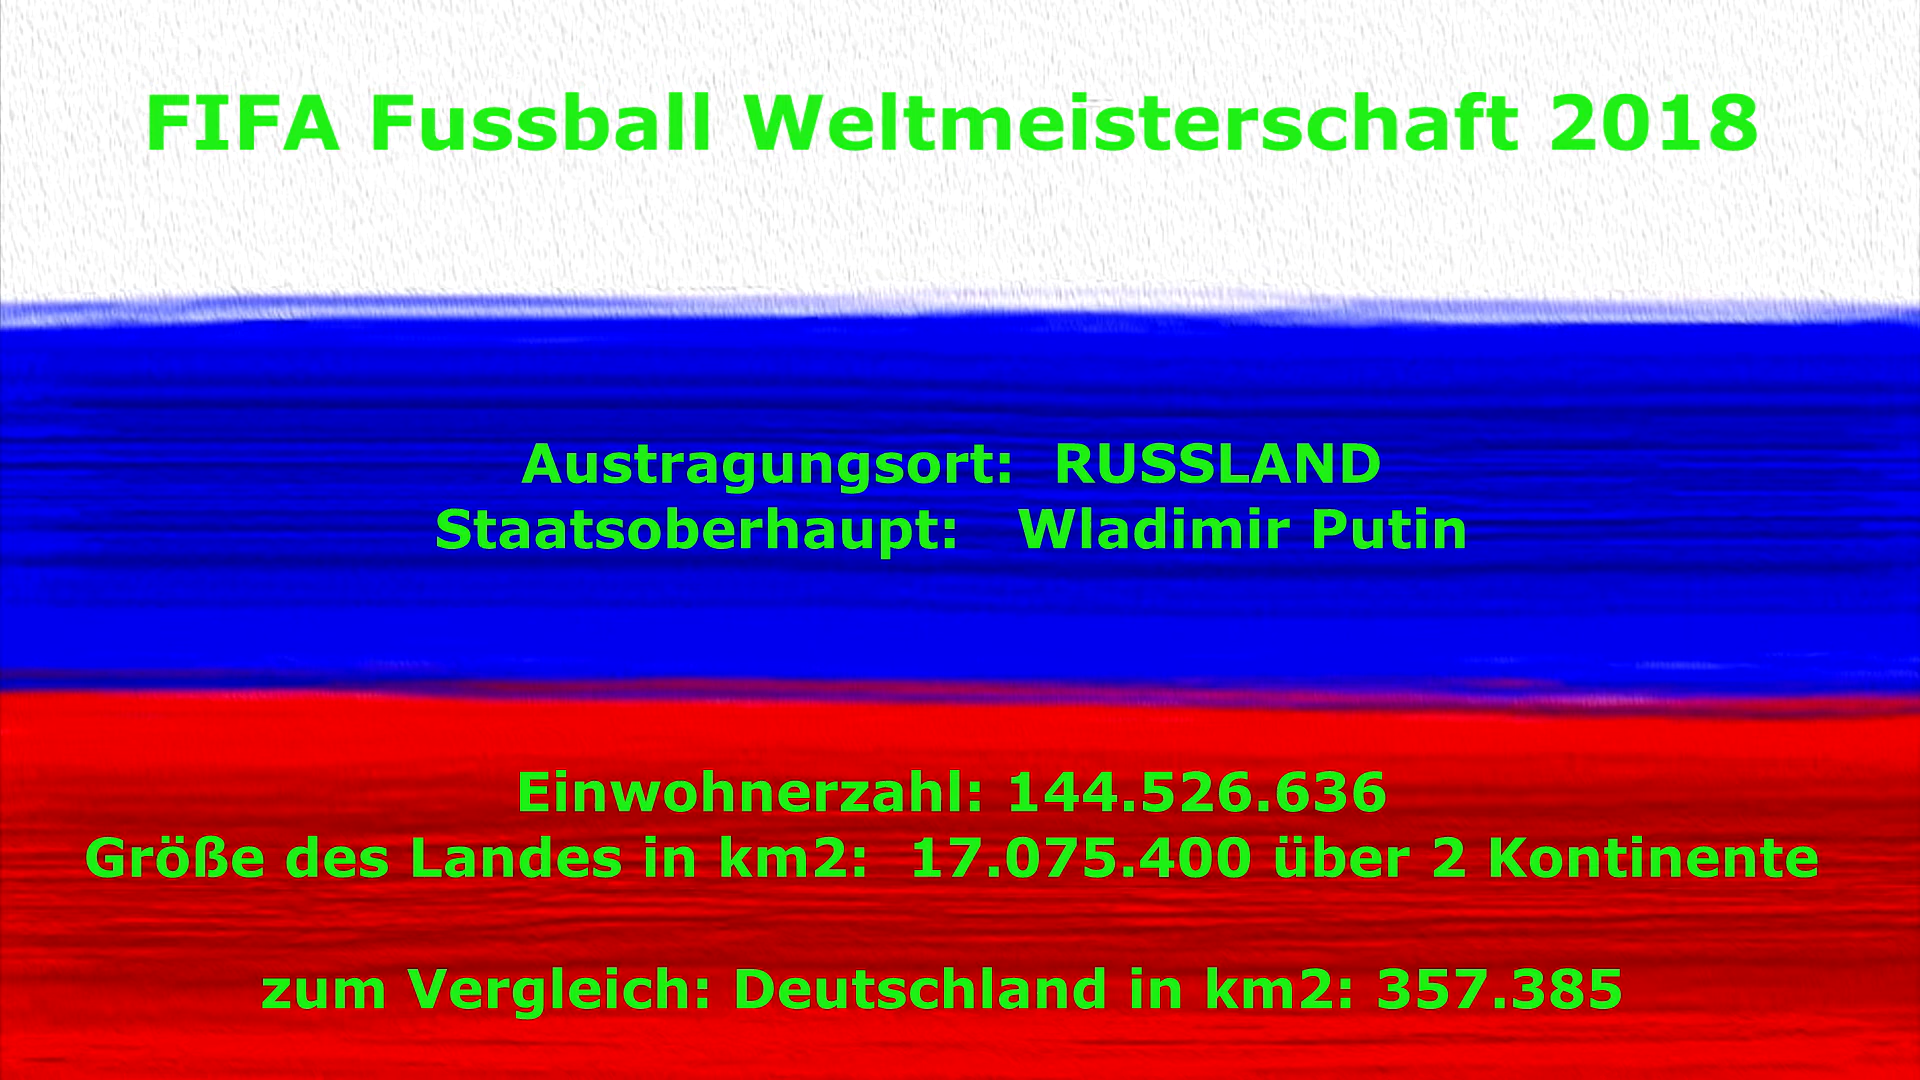 FIFA Fussball Weltmeisterschaft 2018
Austragungsort: RUSSLAND
Staatsoberhaupt: Wladimir Putin
Einwohnerzahl: 144.526.636
Größe des Landes in km2: 17.075.400 über 2 Kontinente
zum Vergleich: Deutschland in km2: 357.385